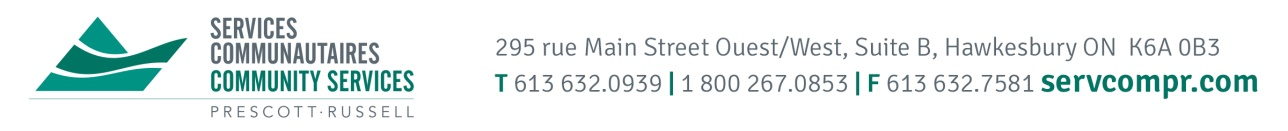 SERVICES
COMMUNAUTAIRES
COMMUNITY SERVICES
PRESCOTT·RUSSELL
295 rue Main Street Ouest/West, Suite B, Hawkesbury ON K6A 0B3
T 613 632.0939 | 1 800 267.0853 | F 613 632.7581 servcompr.com